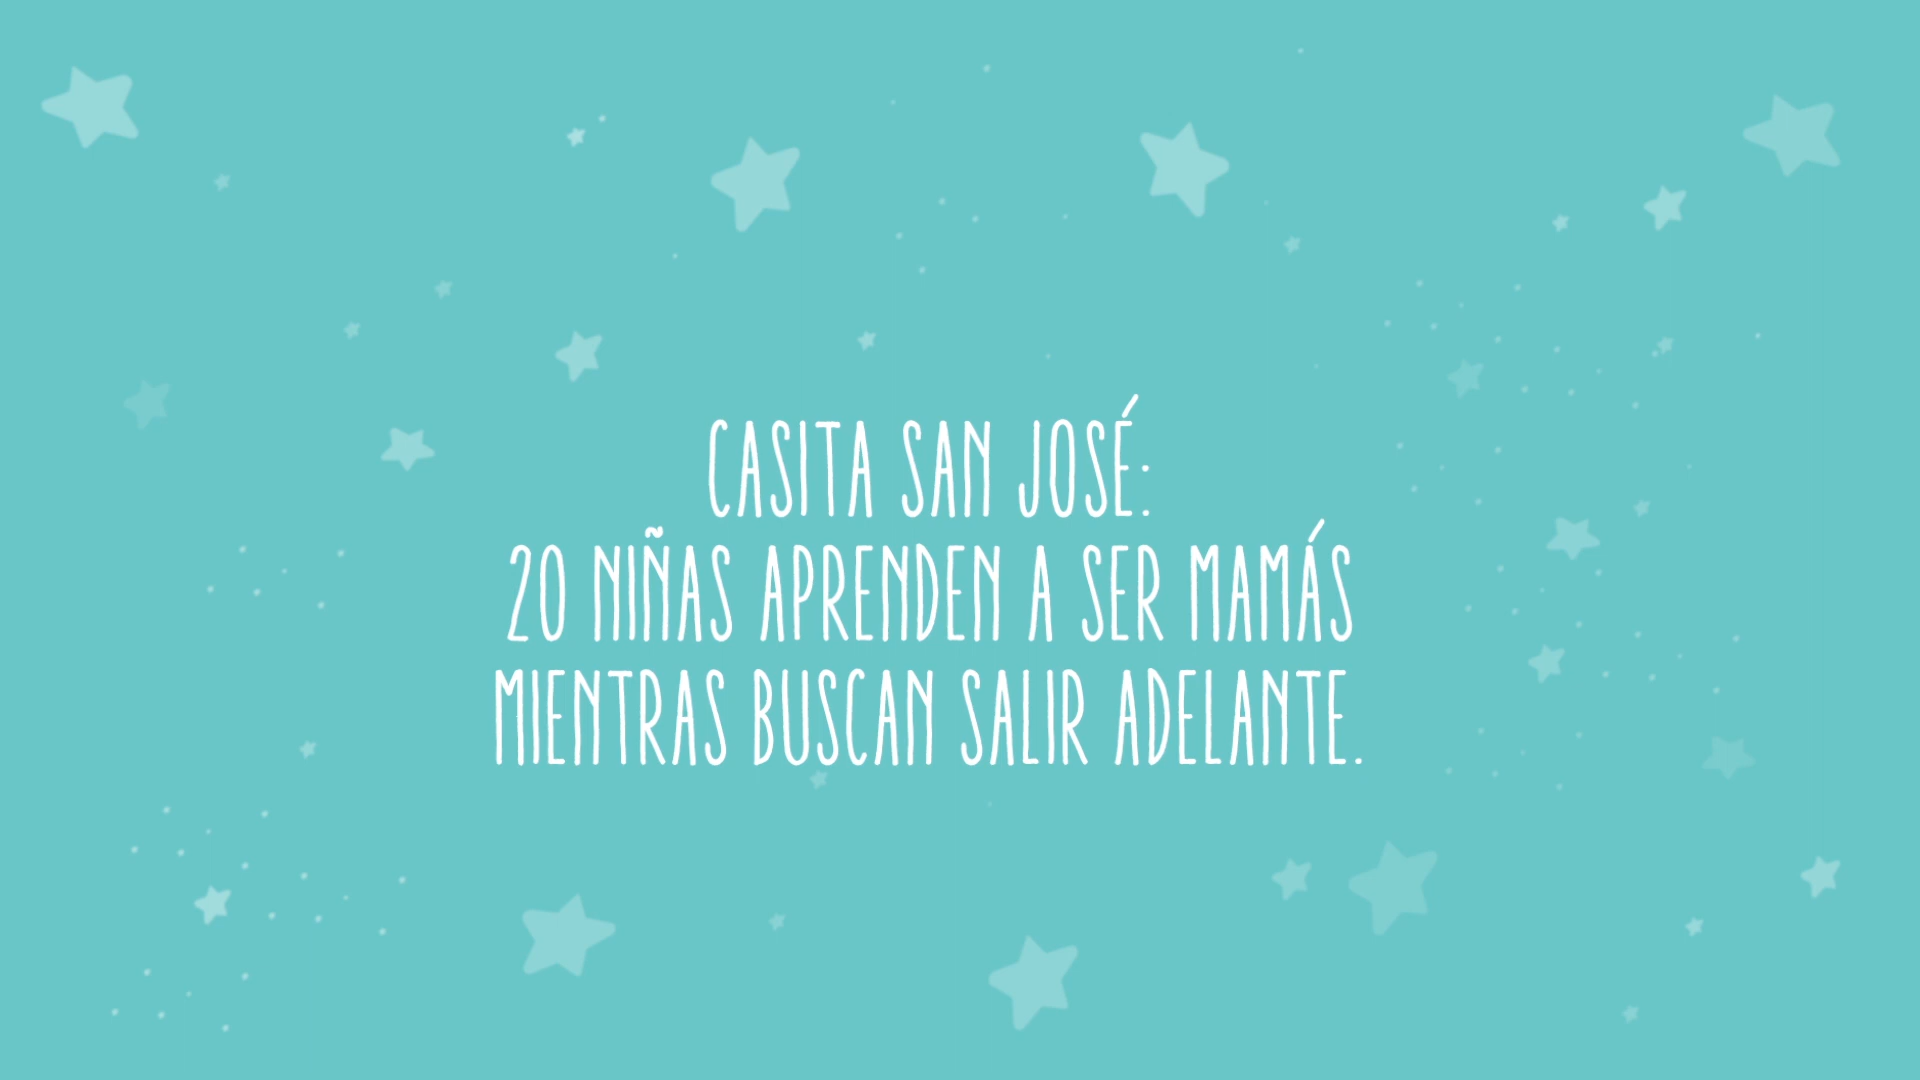 CASITA SAN JOSÉ:
20 NIÑAS APRENDEN A SER MAMÁS
MIENTRAS BUSCAN SALIR ADELANTE.